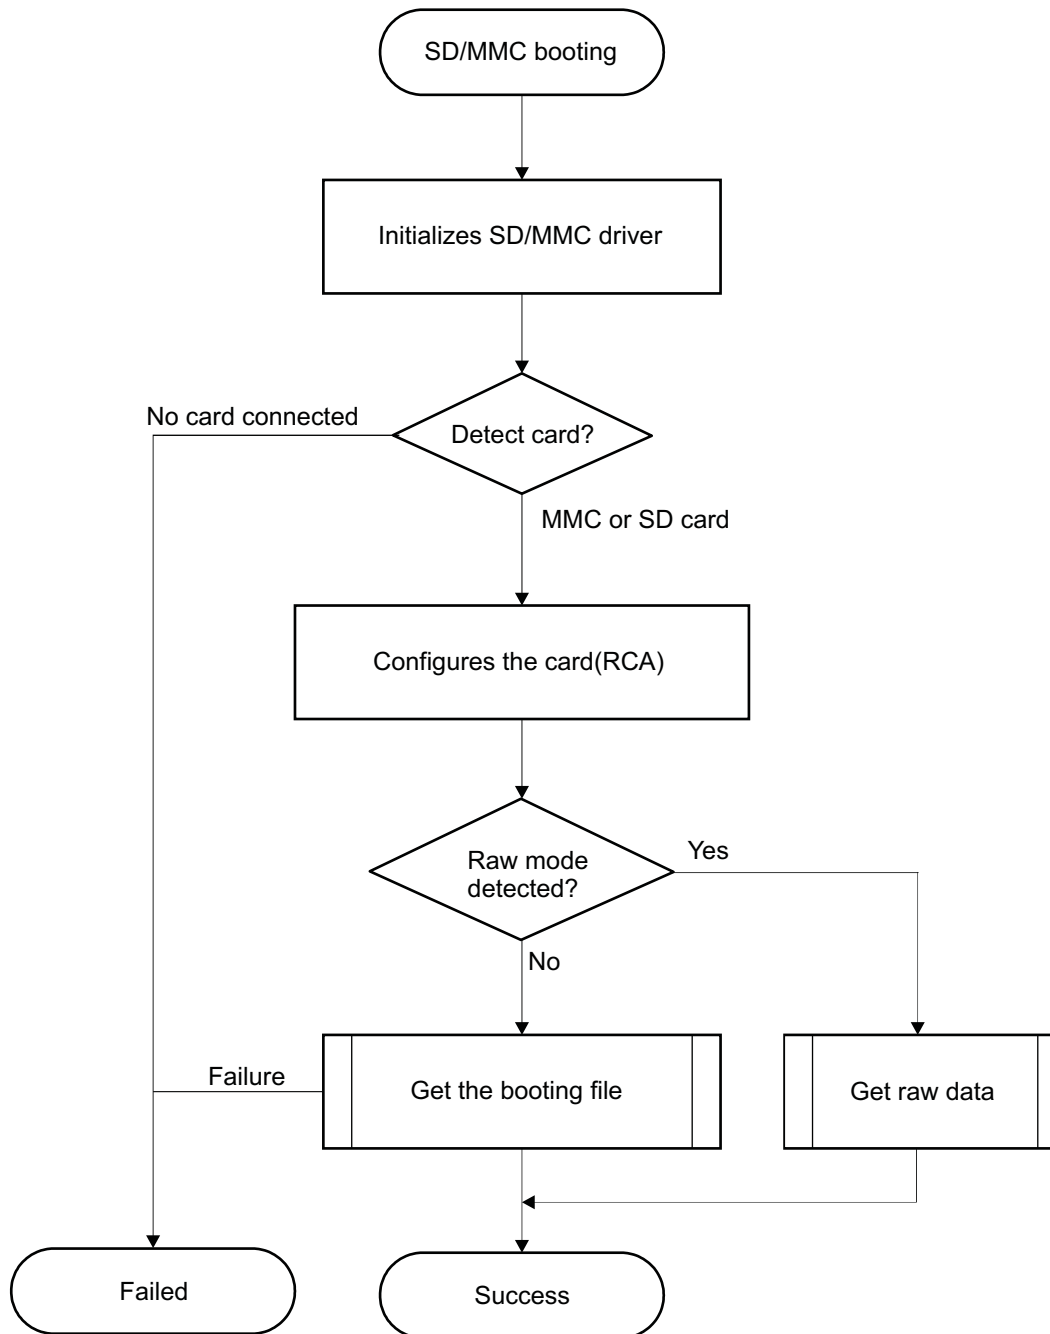 SD/MMC booting
Initializes SD/MMC driver
No card connected
Detect card?
MMC or SD card
Configures the card(RCA)
Raw mode
detected?
Yes
No
Failure
Get the booting file
Get raw data
Failed
Success